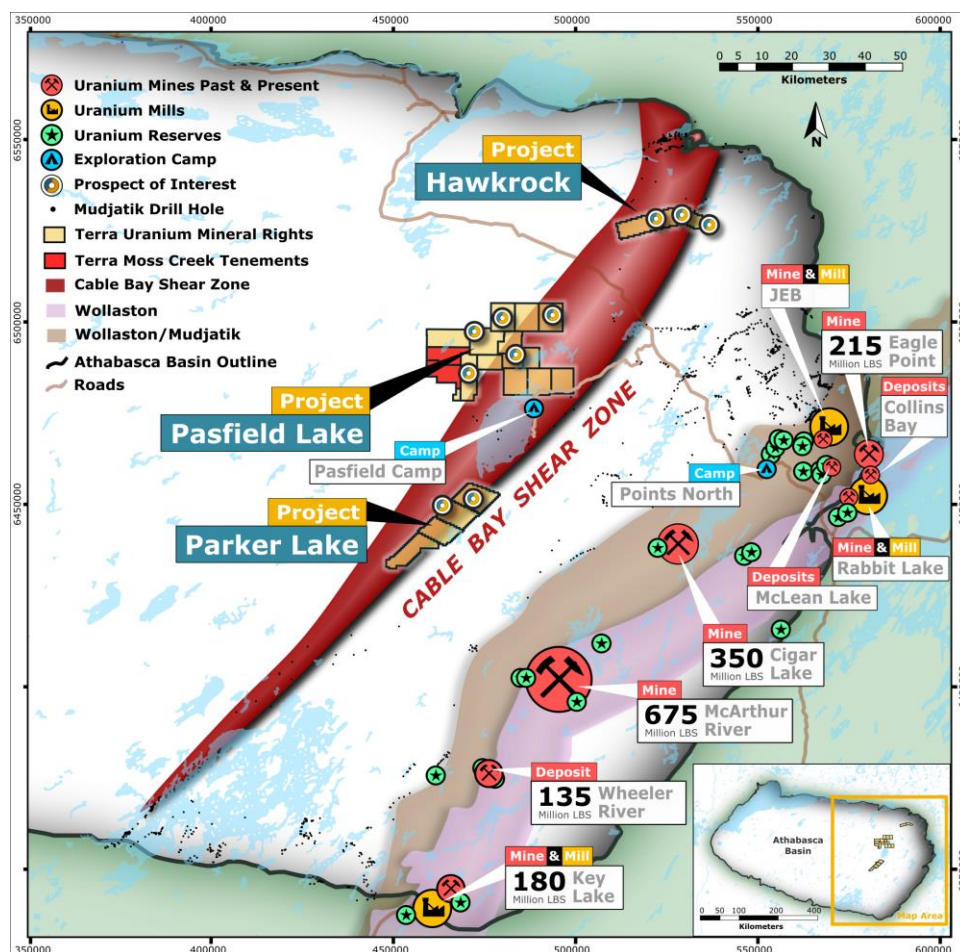 350000
400000
450000
500000
550000
600000
Uranium Mines Past & Present
Uranium Mills
Uranium Reserves
Exploration Camp
Prospect of Interest
Mudjatik Drill Hole
Terra Uranium Mineral Rights
Terra Moss Creek Tenements
Cable Bay Shear Zone
Wollaston
Wollaston/Mudjatik
Athabasca Basin Outline
Roads
0 5 10 20 30 40 50
Kilometers
N
6550000
6500000
6450000
Project
Hawkrock
Project
Pasfield Lake
Camp
Pasfield Camp
Project
Parker Lake
CABLE BAY SHEAR ZONE
Mine & Mill
JEB
Mine
215 Eagle
Million LBS Point
Deposits
Collins
Bay
Camp
Points North
Mine & Mill
Rabbit Lake
Deposits
McLean Lake
Mine
350 Cigar
Million LBS Lake
Mine
675 McArthur
Million LBS River
Deposit
135 Wheeler
Million LBS River
Mine & Mill
180 Key
Million LBS Lake
Athabasca
Basin
0 50 100 200 300 400
Kilometers
Map Area
350000
400000
450000
500000
550000
600000